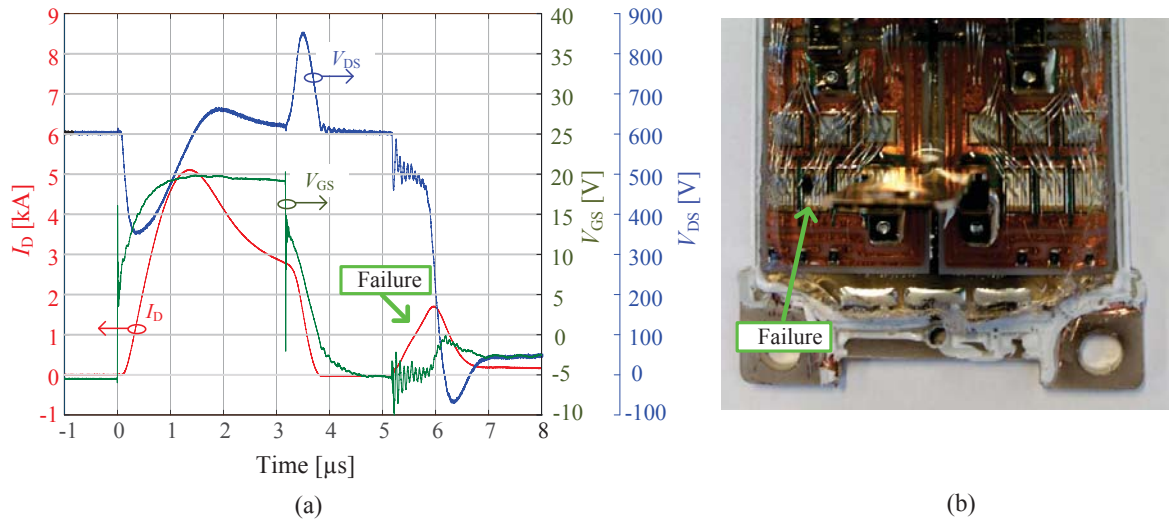 9
8
7
6
5
4
3
2
1
0
-1
I_D [kA]
40
35
30
25
20
15
10
5
0
-5
-10
V_GS [V]
900
800
700
600
500
400
300
200
100
0
-100
V_DS [V]
V_DS
V_GS
Failure
I_D
-1 0 1 2 3 4 5 6 7 8
Time [µs]
(a)
Failure
(b)